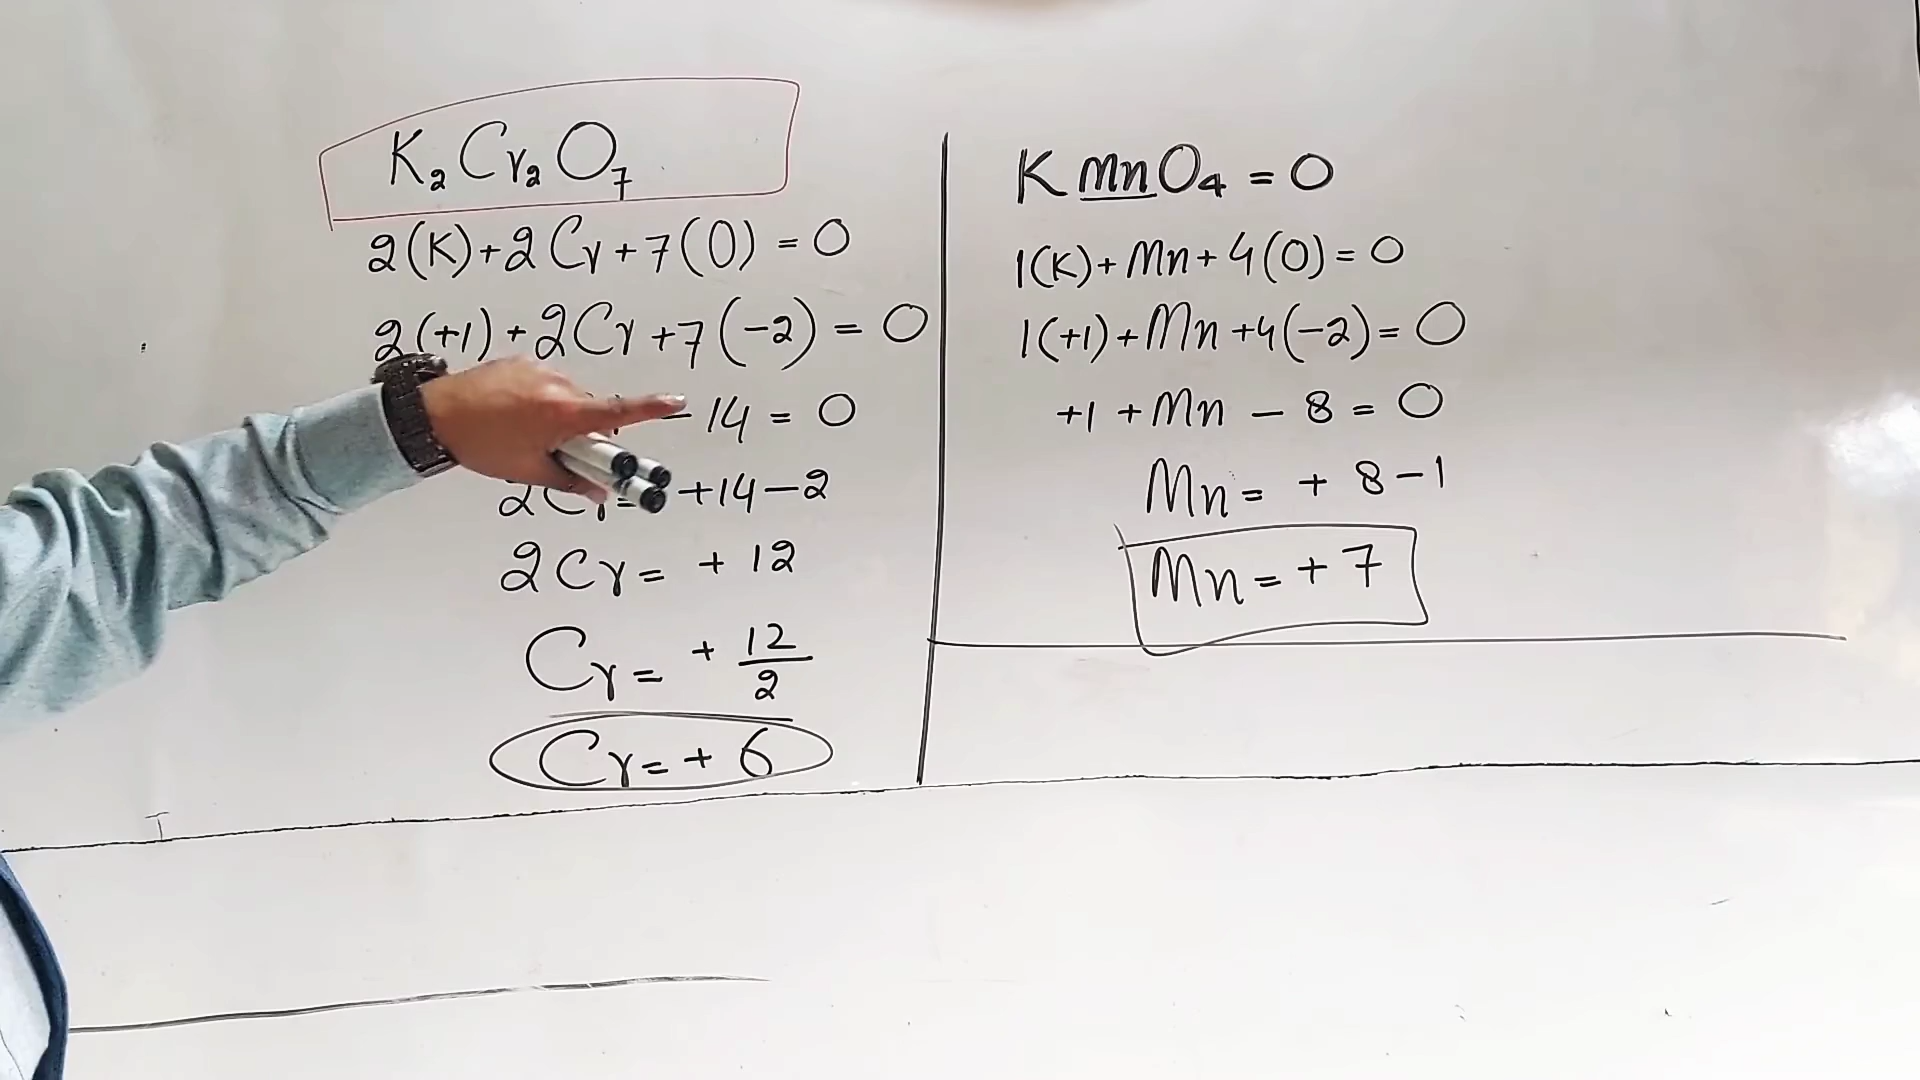 K₂Cr₂O₇
2(K)+2Cr+7(O)=0
2(+1)+2Cr+7(-2)=0
-14=0
2Cr=+14-2
2Cr=+12
Cr=+12/2
Cr=+6
KmnO₄=0
1(K)+Mn+4(O)=0
1(+1)+Mn+4(-2)=0
+1+Mn-8=0
Mn=+8-1
Mn=+7